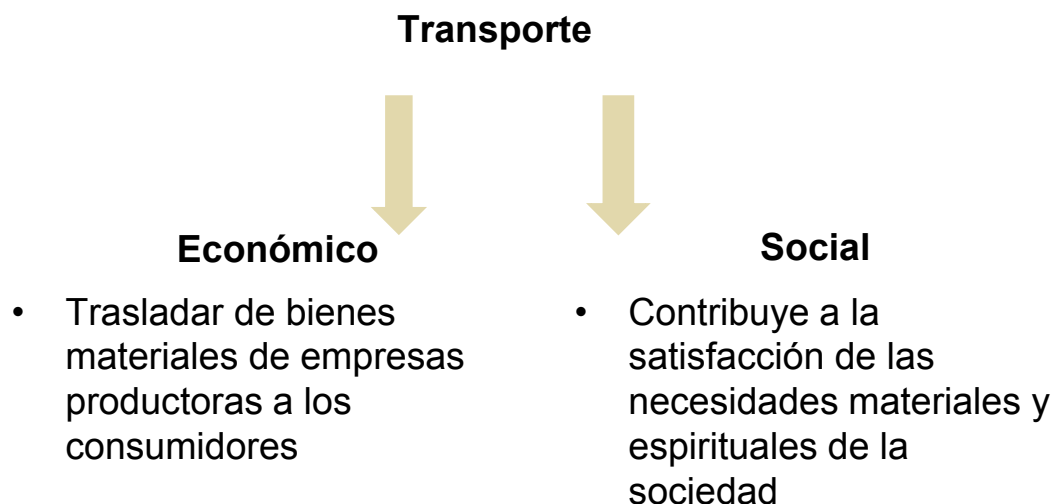 Transporte
Económico
• Trasladar de bienes
materiales de empresas
productoras a los
consumidores
Social
• Contribuye a la
satisfacción de las
necesidades materiales y
espirituales de la
sociedad